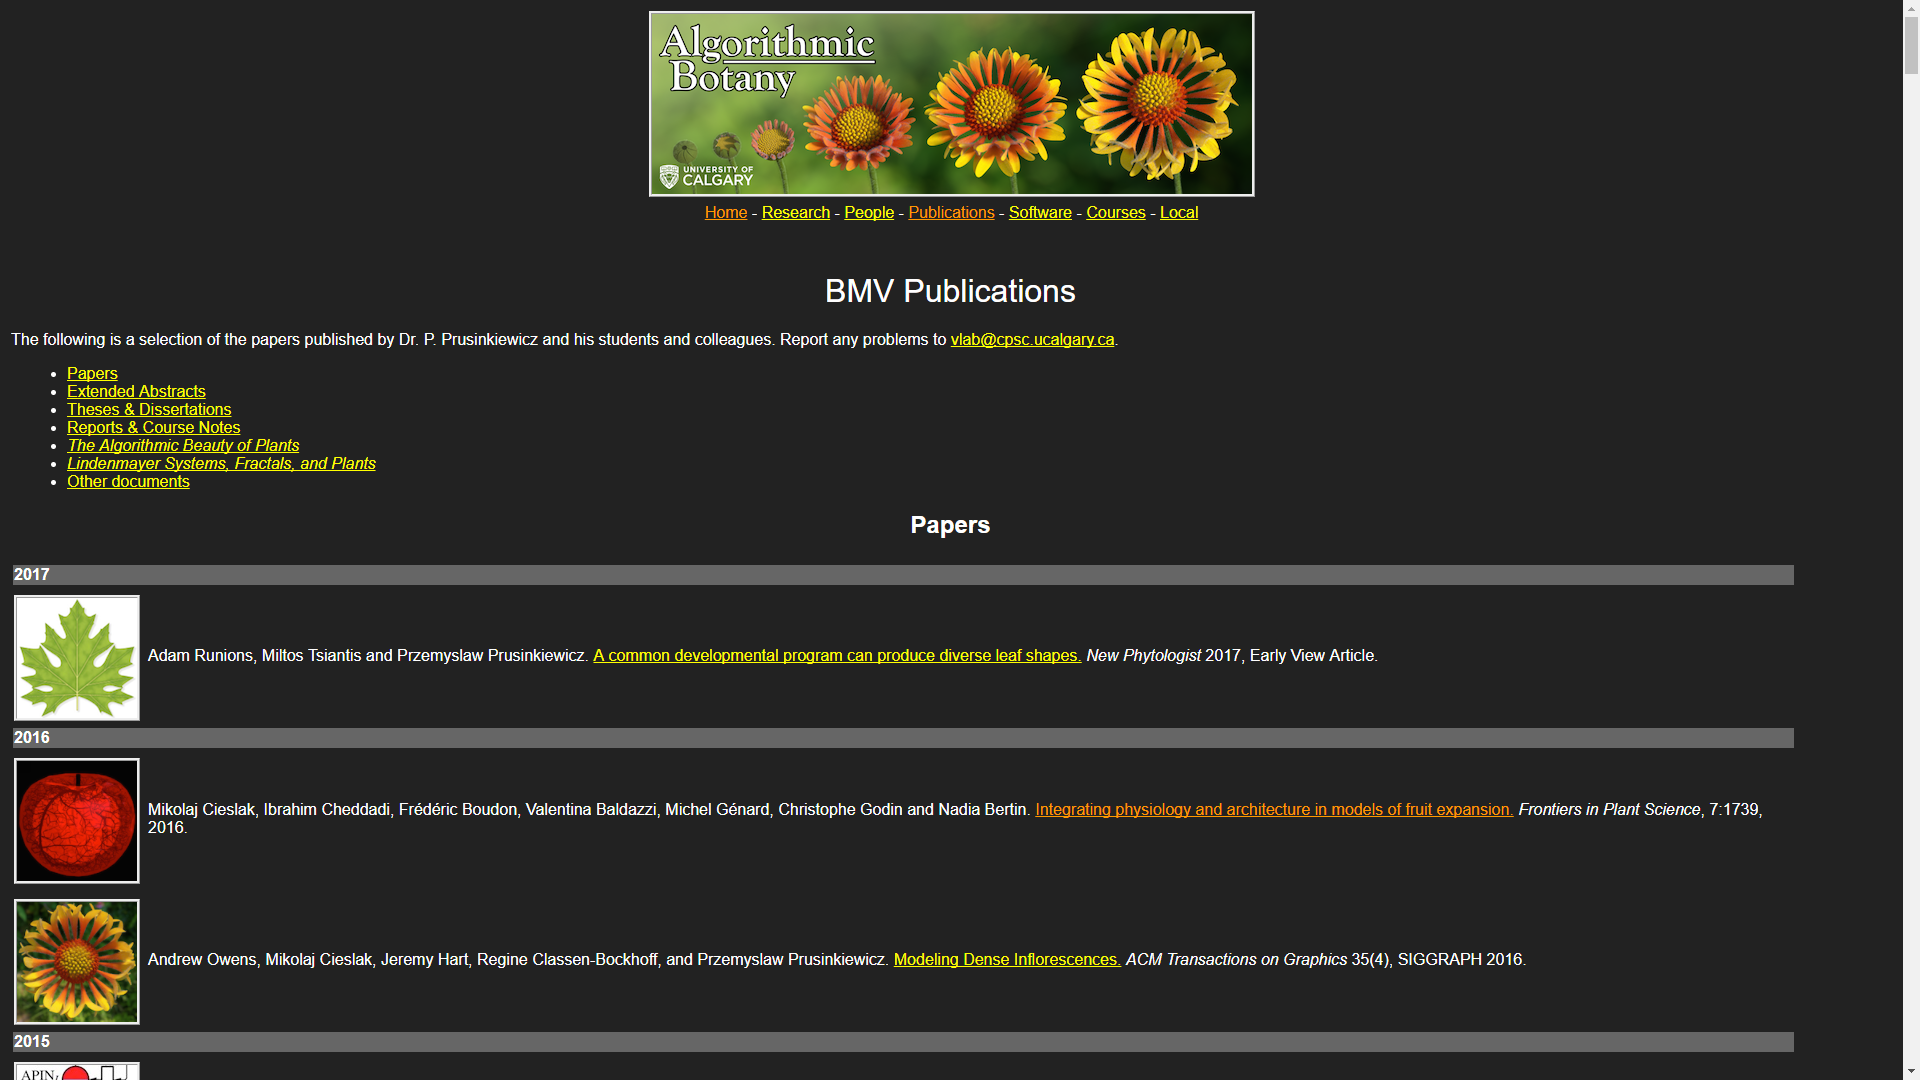 Algorithmic
Botany
UNIVERSITY OF
CALGARY
Home - Research - People - Publications - Software - Courses - Local
BMV Publications
The following is a selection of the papers published by Dr. P. Prusinkiewicz and his students and colleagues. Report any problems to vlab@cpsc.ucalgary.ca.
• Papers
• Extended Abstracts
• Theses & Dissertations
• Reports & Course Notes
• The Algorithmic Beauty of Plants
• Lindenmayer Systems, Fractals, and Plants
• Other documents
Papers
2017
Adam Runions, Miltos Tsiantis and Przemyslaw Prusinkiewicz. A common developmental program can produce diverse leaf shapes. New Phytologist 2017, Early View Article.
2016
Mikolaj Cieslak, Ibrahim Cheddadi, Frédéric Boudon, Valentina Baldazzi, Michel Génard, Christophe Godin and Nadia Bertin. Integrating physiology and architecture in models of fruit expansion. Frontiers in Plant Science, 7:1739,
2016.
Andrew Owens, Mikolaj Cieslak, Jeremy Hart, Regine Classen-Bockhoff, and Przemyslaw Prusinkiewicz. Modeling Dense Inflorescences. ACM Transactions on Graphics 35(4), SIGGRAPH 2016.
2015